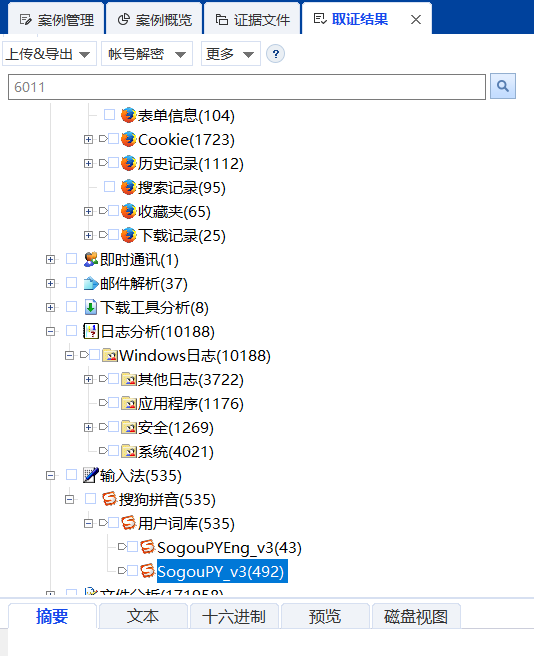 案例管理 案例概览 证据文件 取证结果
上传&导出 帐号解密 更多 ?
6011
表单信息(104)
Cookie(1723)
历史记录(1112)
搜索记录(95)
收藏夹(65)
下载记录(25)
即时通讯(1)
邮件解析(37)
下载工具分析(8)
日志分析(10188)
Windows日志(10188)
其他日志(3722)
应用程序(1176)
安全(1269)
系统(4021)
输入法(535)
搜狗拼音(535)
用户词库(535)
SogouPYEng_v3(43)
SogouPY_v3(492)
文件分析(171958)
摘要 文本 十六进制 预览 磁盘视图